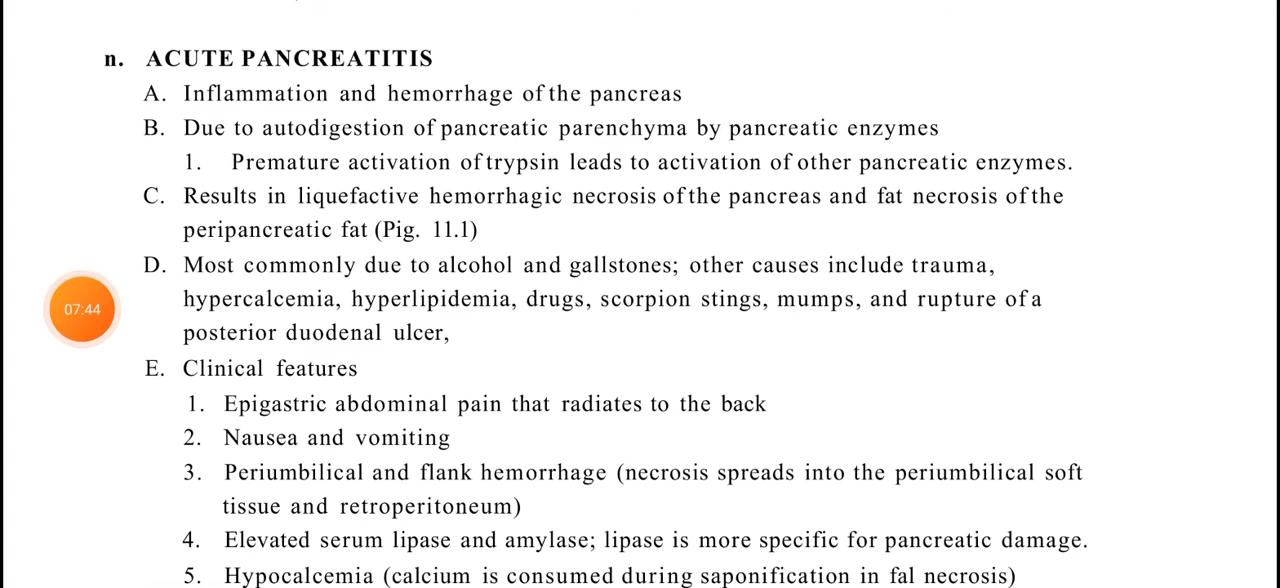 n. ACUTE PANCREATITIS
A. Inflammation and hemorrhage of the pancreas
B. Due to autodigestion of pancreatic parenchyma by pancreatic enzymes
1. Premature activation of trypsin leads to activation of other pancreatic enzymes.
C. Results in liquefactive hemorrhagic necrosis of the pancreas and fat necrosis of the
peripancreatic fat (Pig. 11.1)
D. Most commonly due to alcohol and gallstones; other causes include trauma,
07:44
hypercalcemia, hyperlipidemia, drugs, scorpion stings, mumps, and rupture of a
posterior duodenal ulcer,
E. Clinical features
1. Epigastric abdominal pain that radiates to the back
2. Nausea and vomiting
3. Periumbilical and flank hemorrhage (necrosis spreads into the periumbilical soft
tissue and retroperitoneum)
4. Elevated serum lipase and amylase; lipase is more specific for pancreatic damage.
5. Hypocalcemia (calcium is consumed during saponification in fal necrosis)